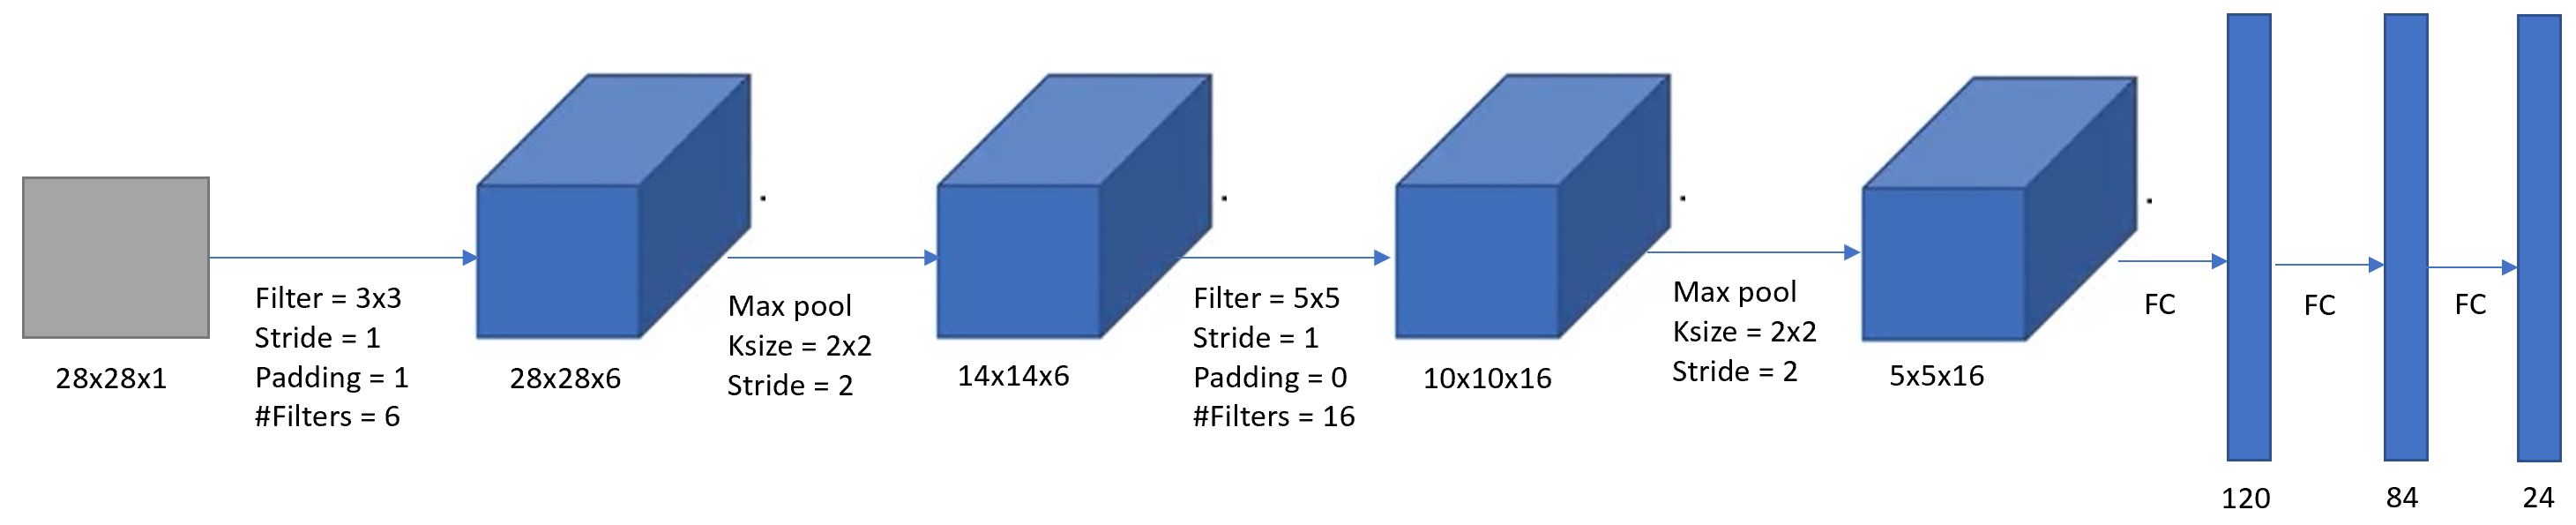 28x28x1
Filter = 3x3
Stride = 1
Padding = 1
#Filters = 6
28x28x6
Max pool
Ksize = 2x2
Stride = 2
14x14x6
Filter = 5x5
Stride = 1
Padding = 0
#Filters = 16
10x10x16
Max pool
Ksize = 2x2
Stride = 2
5x5x16
FC
120
FC
84
FC
24